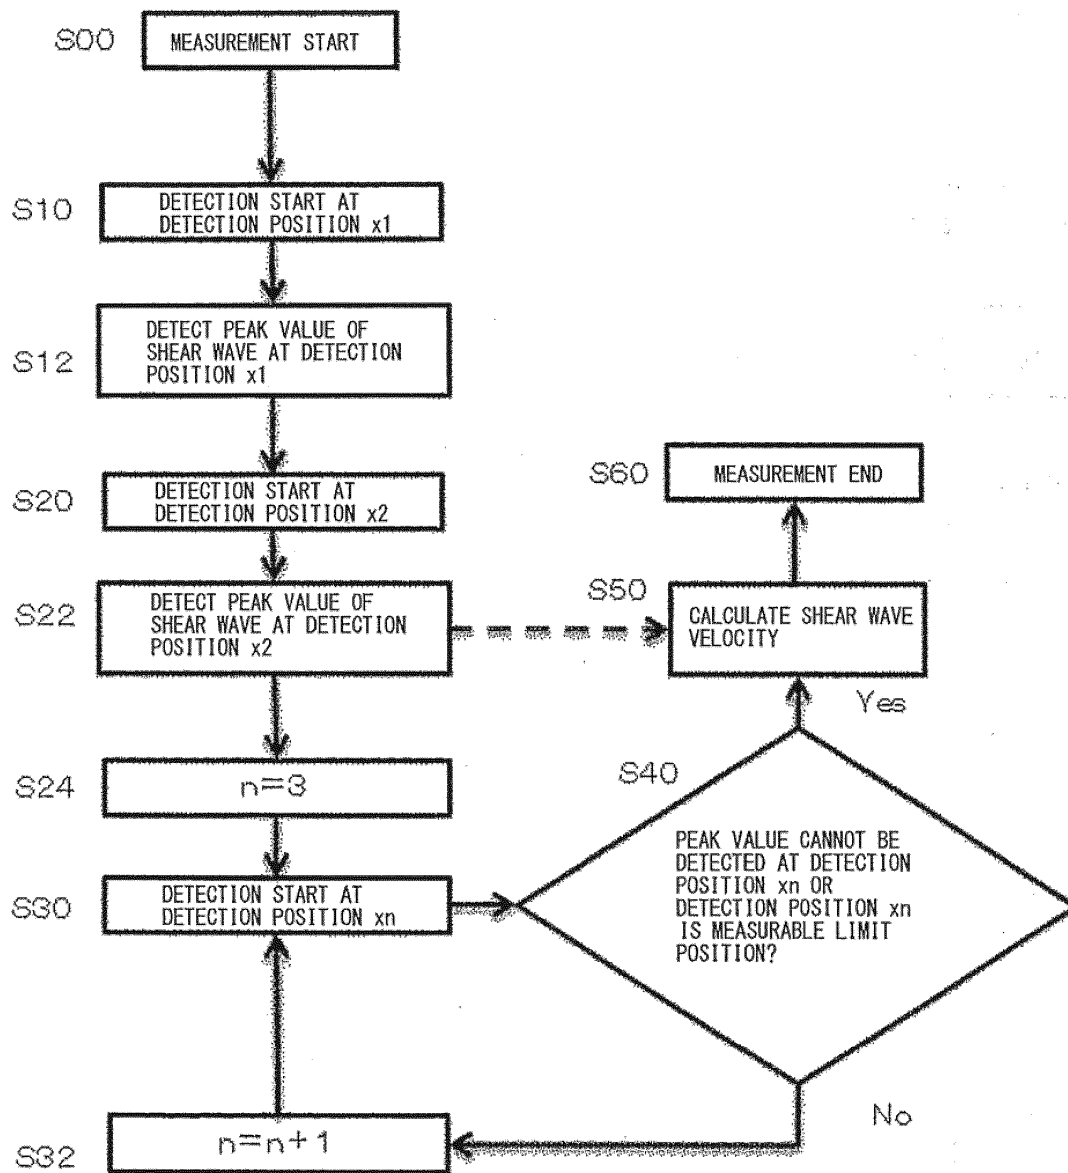 S00
MEASUREMENT START
S10
DETECTION START AT
DETECTION POSITION x1
S12
DETECT PEAK VALUE OF
SHEAR WAVE AT DETECTION
POSITION x1
S20
DETECTION START AT
DETECTION POSITION x2
S22
DETECT PEAK VALUE OF
SHEAR WAVE AT DETECTION
POSITION x2
S24
n=3
S30
DETECTION START AT
DETECTION POSITION xn
S32
n=n+1
S60
MEASUREMENT END
S50
CALCULATE SHEAR WAVE
VELOCITY
Yes
S40
PEAK VALUE CANNOT BE
DETECTED AT DETECTION
POSITION xn OR
DETECTION POSITION xn
IS MEASURABLE LIMIT
POSITION?
No